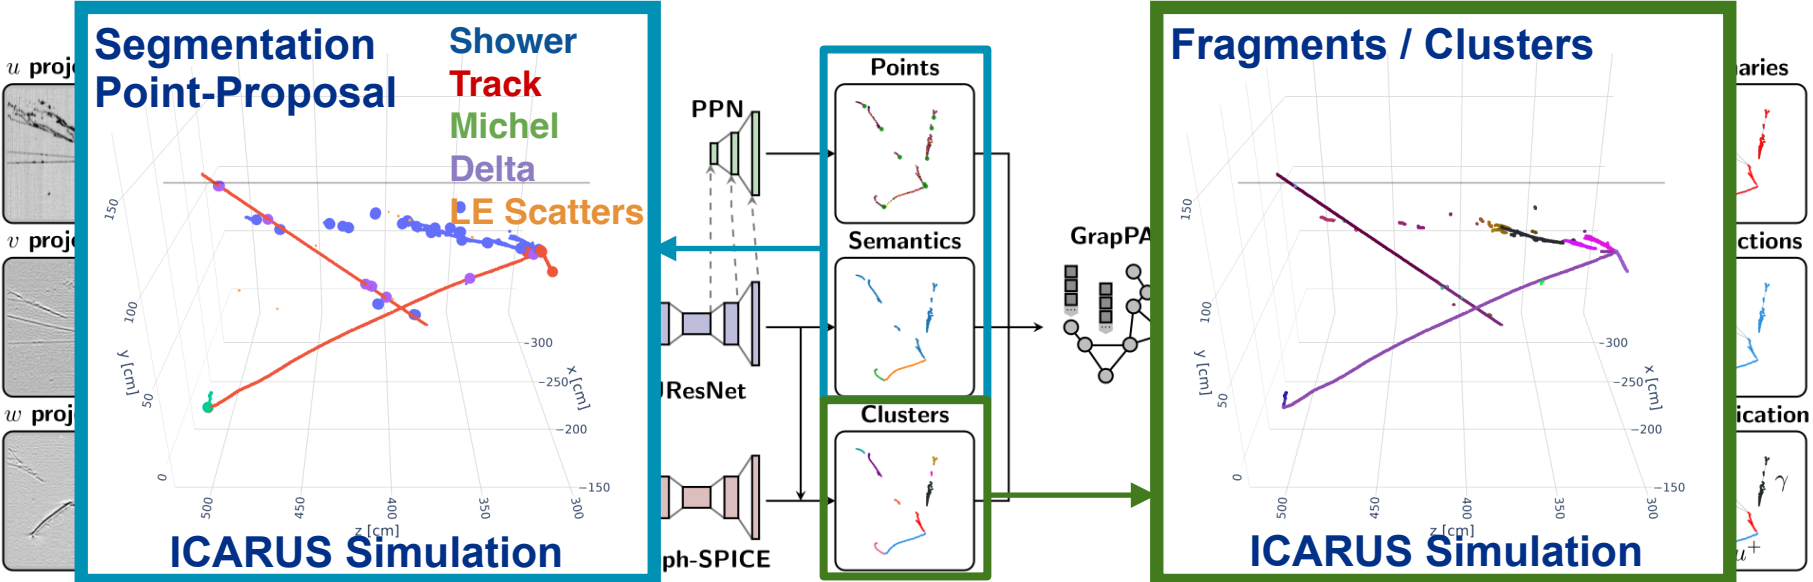 Segmentation
Point-Proposal
Shower
Track
Michel
Delta
LE Scatters
u proj
v proj
w proj
150
100
50
0
y [cm]
500
450
400
350
300
z [cm]
−300
−250
−200
−150
x [cm]
ICARUS Simulation
PPN
JResNet
ph-SPICE
Points
Semantics
Clusters
GrapPA
Fragments / Clusters
150
100
50
0
y [cm]
500
450
400
350
300
z [cm]
−300
−250
−200
−150
x [cm]
ICARUS Simulation
aries
ctions
ication
γ
μ+